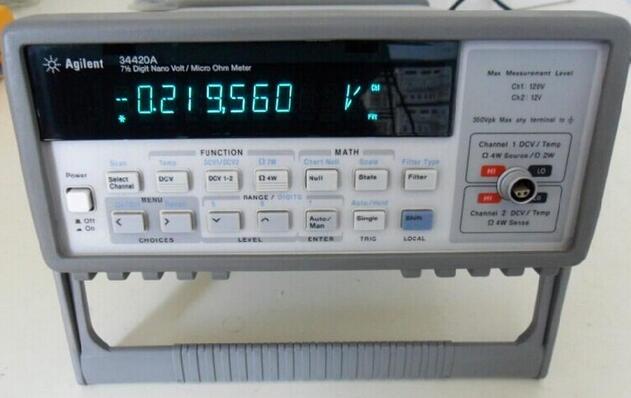 Agilent 34420A
7½ Digit Nano Volt / Micro Ohm Meter
-0.219,560 V
Ch1
*
Filt
Max Measurement Level
Ch1: 120V
Ch2: 12V
350Vpk Max any terminal to ⏚
FUNCTION MATH
Scan Temp DCV1/DCV2 Ω 2W Chart Null Scale Filter Type
Select Channel DCV DCV 1-2 Ω 4W Null Stats Filter
Power
Off
On
MENU RANGE / DIGITS
Auto/Hold
< > Auto/Man Single Shift
CHOICES LEVEL ENTER TRIG LOCAL
Channel 1 DCV / Temp
Ω 4W Source / Ω 2W
HI LO
HI LO
Channel 2 DCV / Temp
Ω 4W Sense